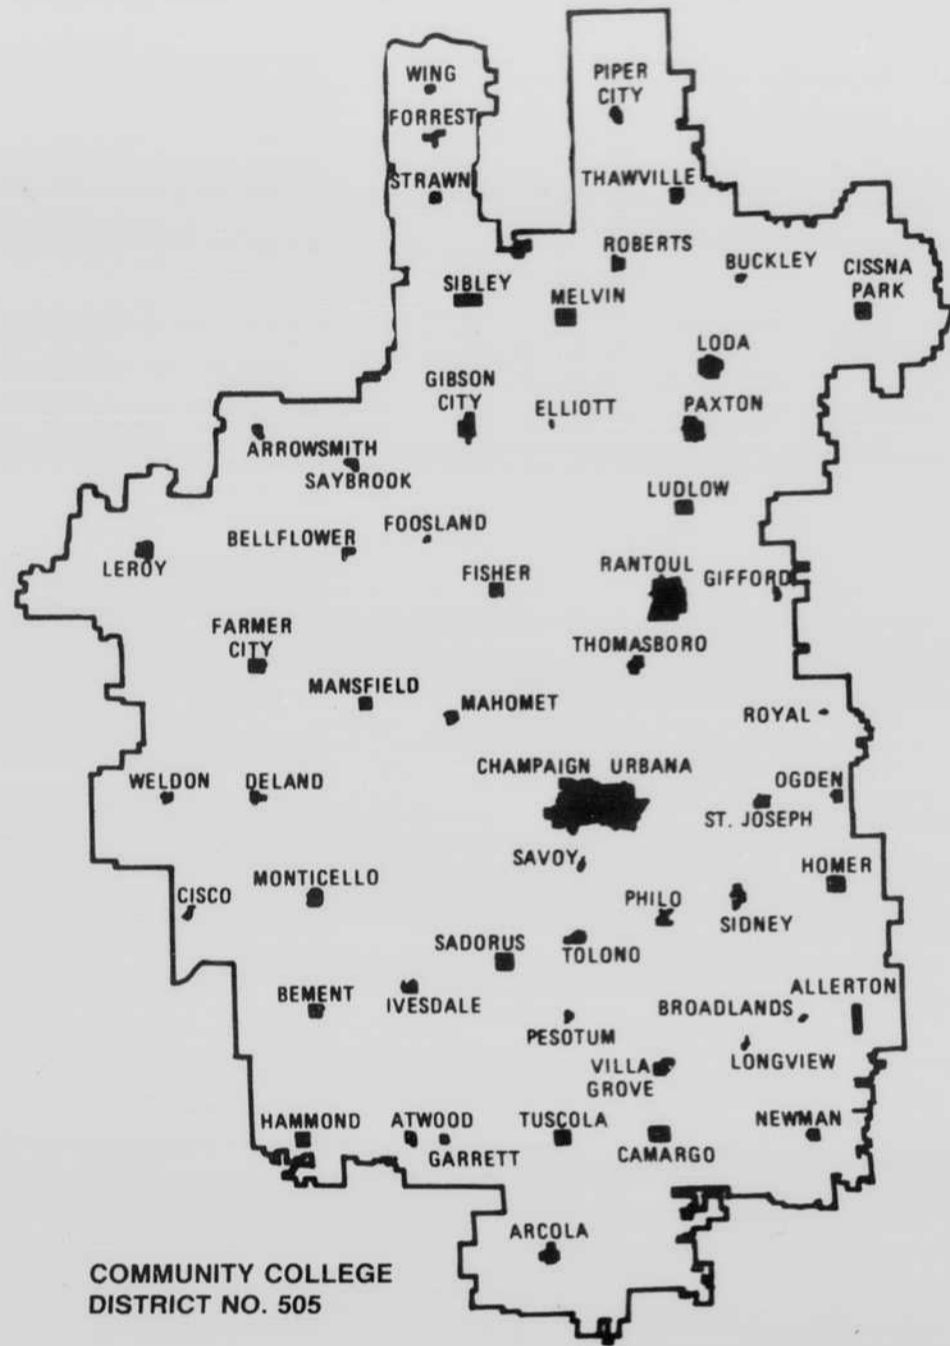 WING
PIPER
CITY
FORREST
STRAWN
THAWVILLE
ROBERTS
BUCKLEY
CISSNA
PARK
SIBLEY
MELVIN
LODA
GIBSON
CITY
ELLIOTT
PAXTON
ARROWSMITH
SAYBROOK
LUDLOW
FOOSLAND
BELLFLOWER
LEROY
FISHER
RANTOUL
GIFFORD
FARMER
CITY
THOMASBORO
MANSFIELD
MAHOMET
ROYAL
CHAMPAIGN URBANA
WELDON
DELAND
OGDEN
ST. JOSEPH
SAVOY
HOMER
MONTICELLO
CISCO
PHILO
SIDNEY
SADORUS
TOLONO
BEMENT
IVESDALE
ALLERTON
BROADLANDS
PESOTUM
LONGVIEW
VILLA
GROVE
HAMMOND
ATWOOD
TUSCOLA
NEWMAN
GARRETT
CAMARGO
ARCOLA
COMMUNITY COLLEGE
DISTRICT NO. 505